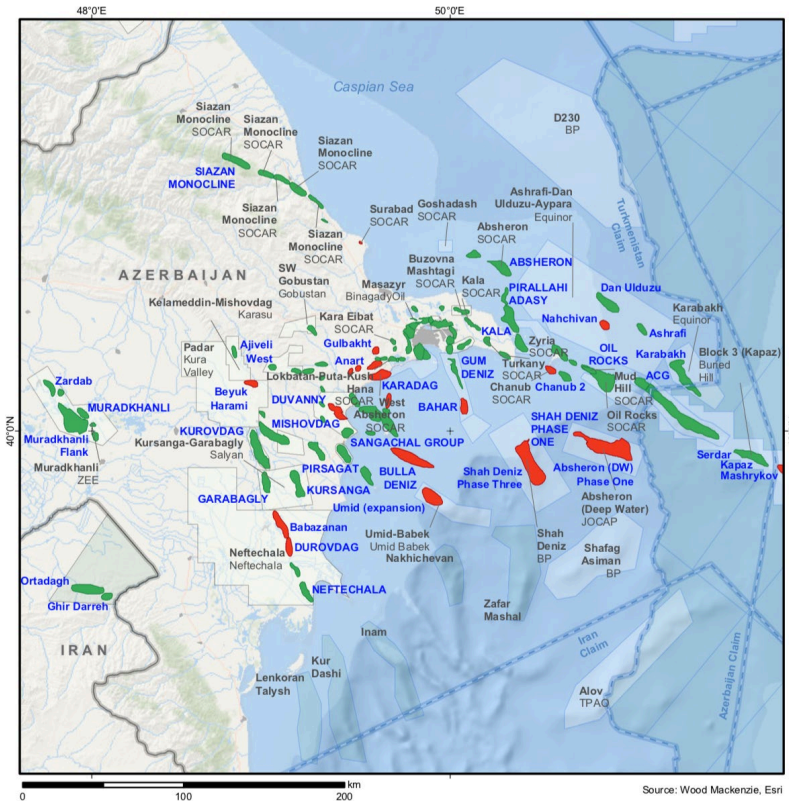 48°0'E
50°0'E
Caspian Sea
D230
BP
Siazan
Monocline
SOCAR
Siazan
Monocline
SOCAR
Siazan
Monocline
SOCAR
SIAZAN
MONOCLINE
Siazan
Monocline
SOCAR
Siazan
Monocline
SOCAR
Surabad
SOCAR
Goshadash
SOCAR
Ashrafi-Dan
Ulduzu-Aypara
Equinor
Turkmenistan
Claim
Absheron
SOCAR
ABSHERON
AZERBAIJAN
SW
Gobustan
Gobustan
Masazyr
BinagadyOil
Buzovna
Mashtagi
SOCAR
Kala
SOCAR
PIRALLAHI
ADASY
Dan Ulduzu
Kelameddin-Mishovdag
Karasu
Kara Eibat
SOCAR
Nahchivan
Karabakh
Equinor
Ashrafi
KALA
Zyria
SOCAR
Padar
Kura
Valley
Ajiveli
West
Gulbakht
Anart
OIL
ROCKS
Karabakh
ACG
Block 3 (Kapaz)
Buried
Hill
Zardab
Lokbatan-Puta-Kush
Hana
SOCAR
GUM
DENIZ
Turkany
SOCAR
Chanub
SOCAR
Chanub 2
Mud
Hill
SOCAR
Beyuk
Harami
KARADAG
DUVANNY
West
Absheron
SOCAR
BAHAR
Oil Rocks
SOCAR
MURADKHANLI
MISHOVDAG
SHAH DENIZ
PHASE
ONE
40°0'N
40°0'N
Muradkhanli
Flank
KUROVDAG
Kursanga-Garabagly
Salyan
SANGACHAL GROUP
Muradkhanli
ZEE
PIRSAGAT
BULLA
DENIZ
Shah Deniz
Phase Three
Absheron (DW)
Phase One
Serdar
Kapaz
Mashrykov
GARABAGLY
KURSANGA
Umid (expansion)
Absheron
(Deep Water)
JOCAP
Babazanan
DUROVDAG
Umid-Babek
Umid Babek
Nakhichevan
Shah
Deniz
BP
Shafag
Asiman
BP
Neftechala
Neftechala
Ortadagh
Ghir Darreh
NEFTECHALA
Zafar
Mashal
IRAN
Inam
Iran
Claim
Kur
Dashi
Lenkoran
Talysh
Alov
TPAO
Azerbaijan Claim
km
0
100
200
Source: Wood Mackenzie, Esri